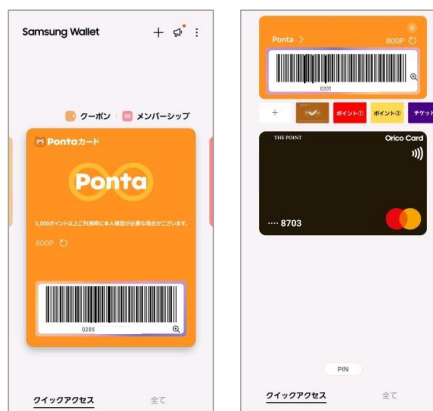 Samsung Wallet
クーポン
メンバーシップ
Pontaカード
Ponta
1,000ポイント以上ご利用時に本人確認が必要な場合がございます。
800P
0205
クイックアクセス
全て
Ponta >
800P
0205
+
ポイント①
ポイント②
チケット
THE POINT
Orico Card
···· 8703
PIN
クイックアクセス
全て